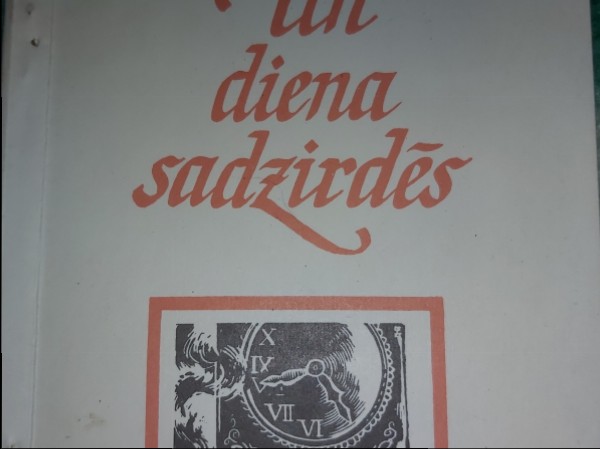 un
diena
sadzirdēs
X
IX
V
VII
VI